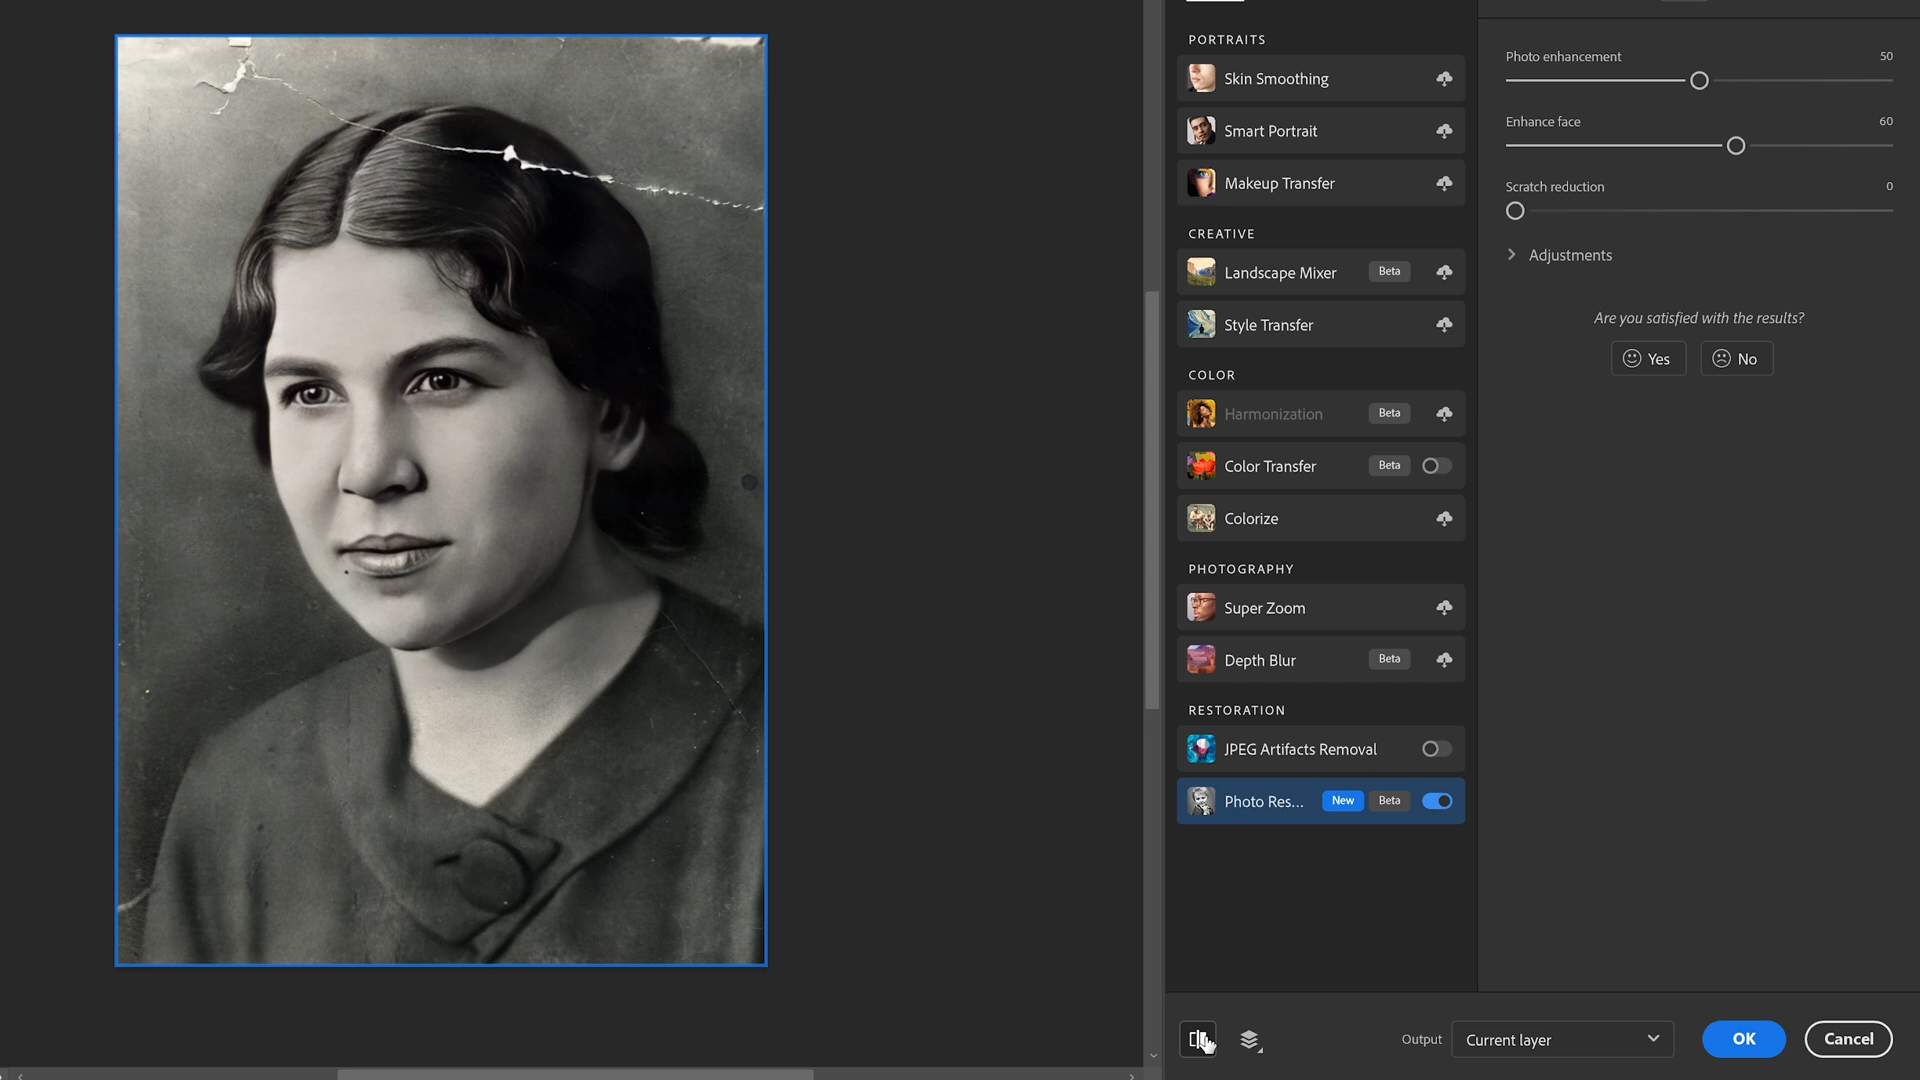 PORTRAITS
Skin Smoothing
Smart Portrait
Makeup Transfer
CREATIVE
Landscape Mixer Beta
Style Transfer
COLOR
Harmonization Beta
Color Transfer Beta
Colorize
PHOTOGRAPHY
Super Zoom
Depth Blur Beta
RESTORATION
JPEG Artifacts Removal
Photo Res... New Beta
Photo enhancement 50
Enhance face 60
Scratch reduction 0
Adjustments
Are you satisfied with the results?
Yes No
Output Current layer OK Cancel